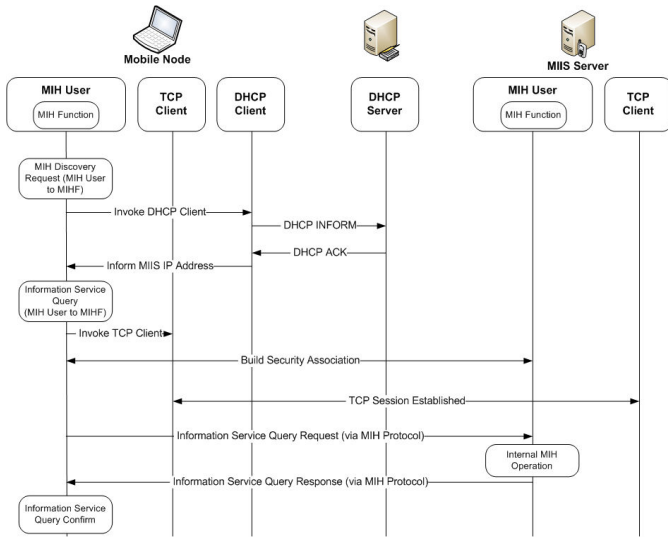 Mobile Node
MIIS Server
MIH User
MIH Function
TCP
Client
DHCP
Client
DHCP
Server
MIH User
MIH Function
TCP
Client
MIH Discovery
Request (MIH User
to MIHF)
Invoke DHCP Client
DHCP INFORM
DHCP ACK
Inform MIIS IP Address
Information Service
Query
(MIH User to MIHF)
Invoke TCP Client
Build Security Association
TCP Session Established
Information Service Query Request (via MIH Protocol)
Internal MIH
Operation
Information Service Query Response (via MIH Protocol)
Information Service
Query Confirm